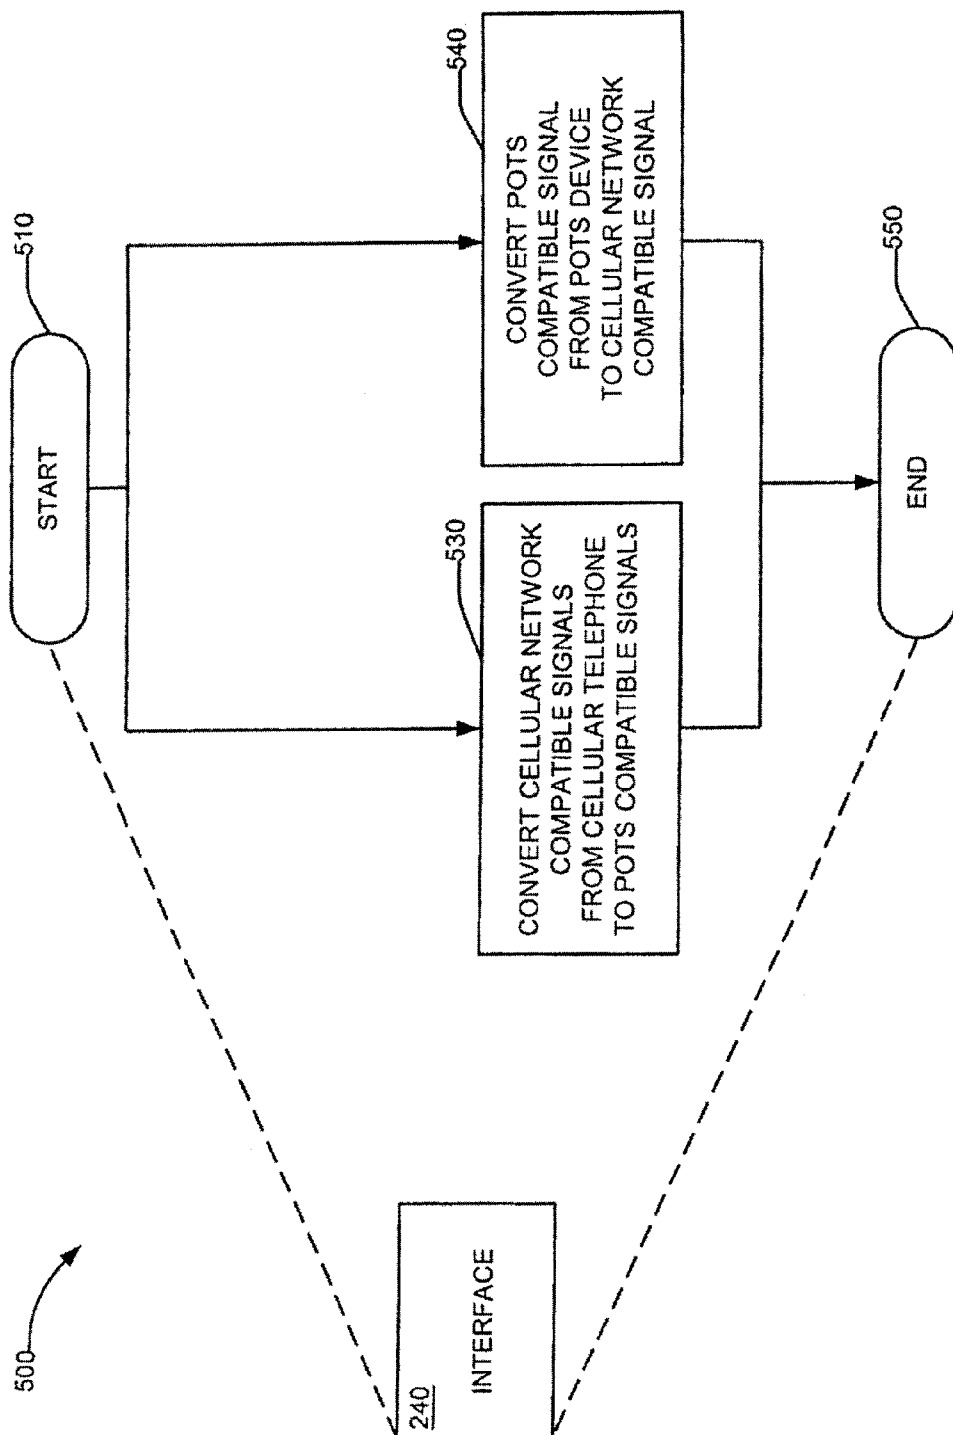 500
240
INTERFACE
510
START
530
CONVERT CELLULAR NETWORK
COMPATIBLE SIGNALS
FROM CELLULAR TELEPHONE
TO POTS COMPATIBLE SIGNALS
540
CONVERT POTS
COMPATIBLE SIGNAL
FROM POTS DEVICE
TO CELLULAR NETWORK
COMPATIBLE SIGNAL
550
END